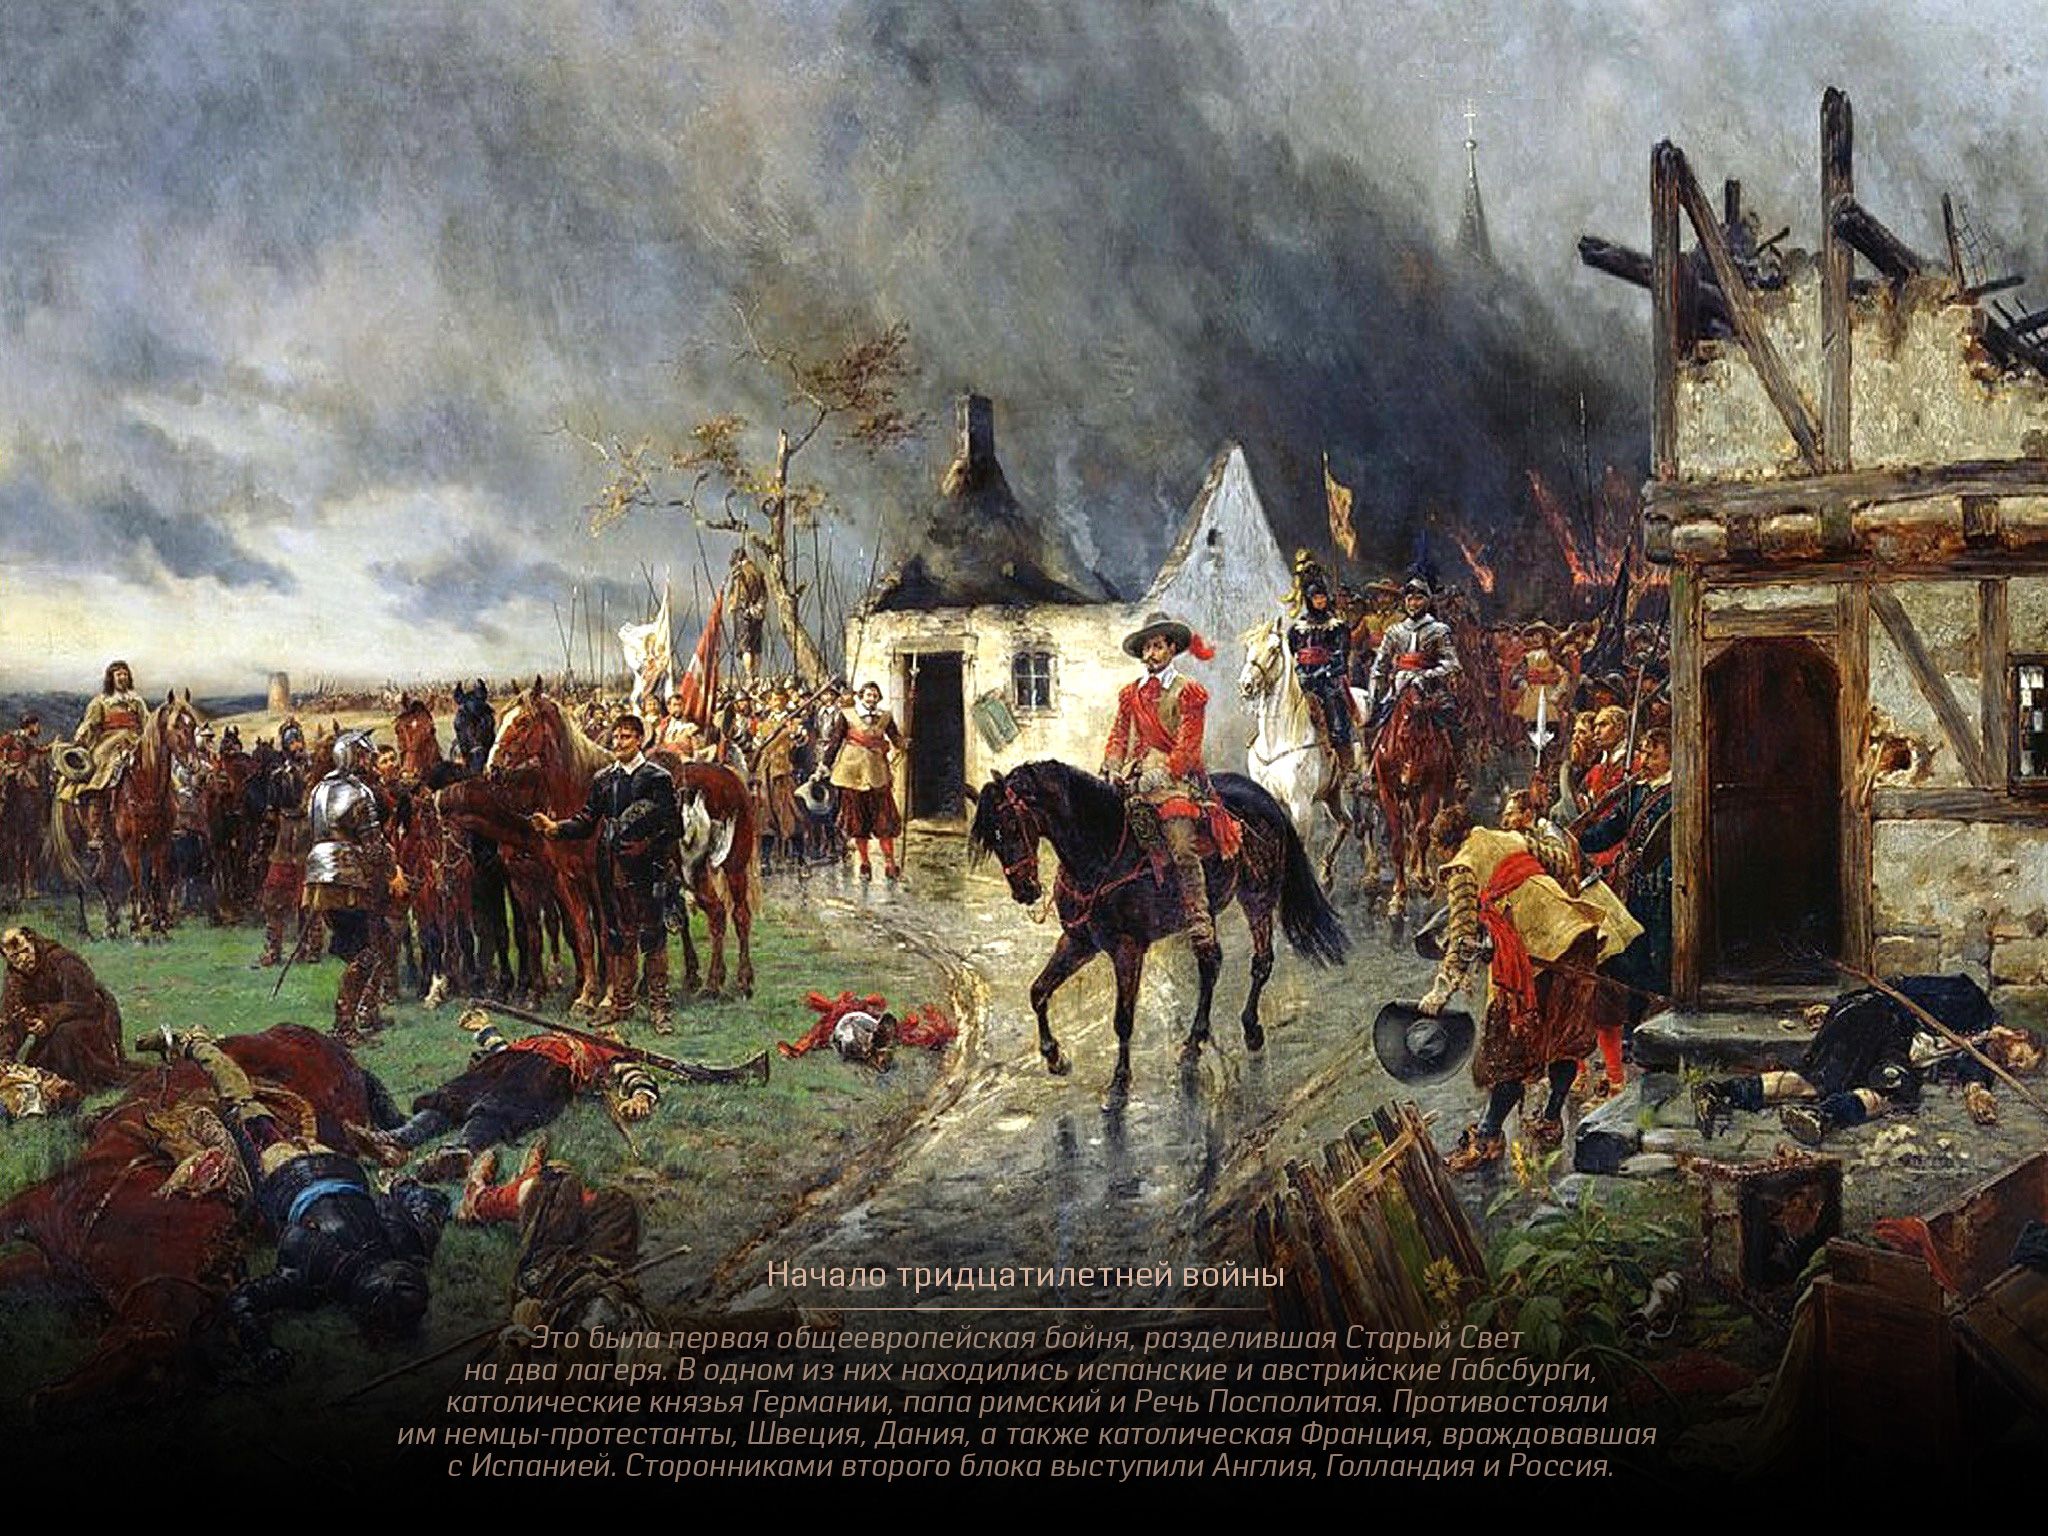 Начало тридцатилетней войны
Это была первая общеевропейская бойня, разделившая Старый Свет
на два лагеря. В одном из них находились испанские и австрийские Габсбурги,
католические князья Германии, папа римский и Речь Посполитая. Противостояли
им немцы-протестанты, Швеция, Дания, а также католическая Франция, враждовавшая
с Испанией. Сторонниками второго блока выступили Англия, Голландия и Россия.